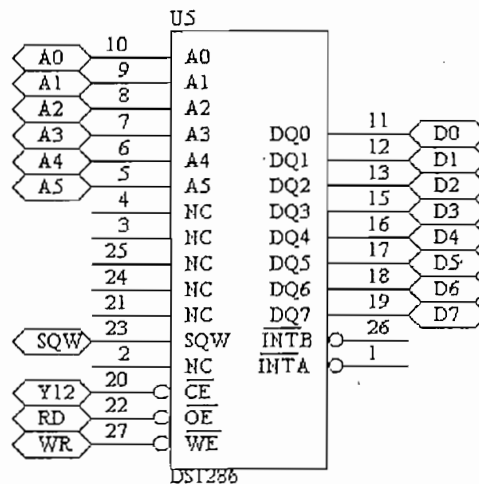 U5
A0 10 A0
A1 9 A1
A2 8 A2
A3 7 A3 DQ0 11 D0
A4 6 A4 DQ1 12 D1
A5 5 A5 DQ2 13 D2
4 NC DQ3 15 D3
3 NC DQ4 16 D4
25 NC DQ5 17 D5
24 NC DQ6 18 D6
21 NC DQ7 19 D7
SQW 23 SQW INTB 26
2 NC INTA 1
Y12 20 CE
RD 22 OE
WR 27 WE
DS1286